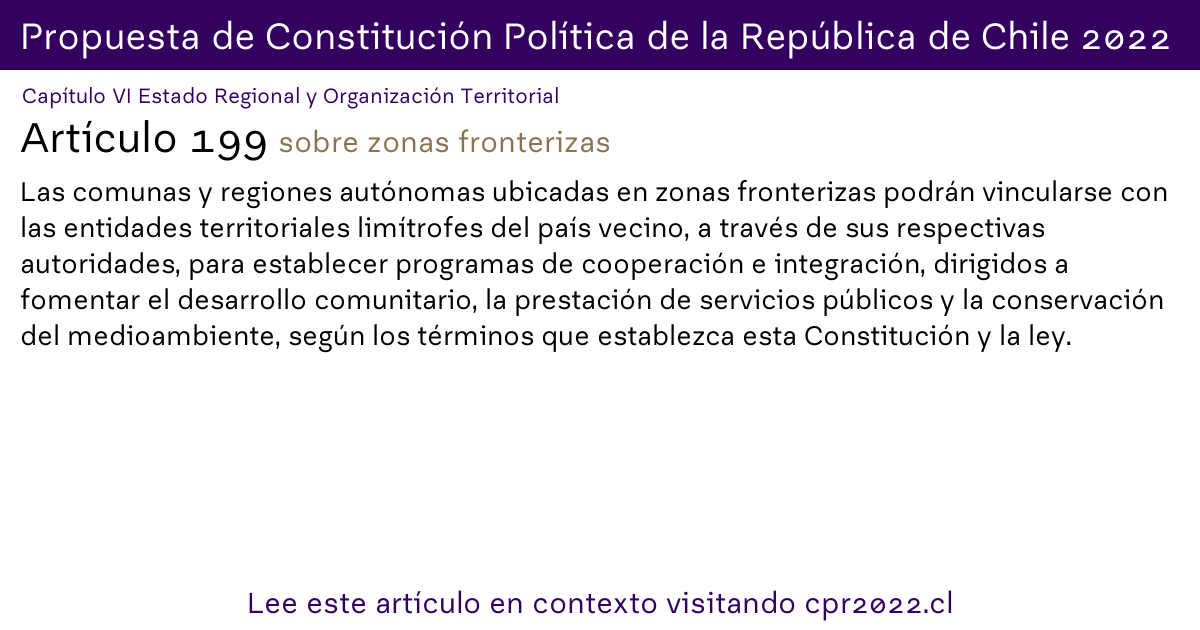 Propuesta de Constitución Política de la República de Chile 2022
Capítulo VI Estado Regional y Organización Territorial
Artículo 199 sobre zonas fronterizas
Las comunas y regiones autónomas ubicadas en zonas fronterizas podrán vincularse con
las entidades territoriales limítrofes del país vecino, a través de sus respectivas
autoridades, para establecer programas de cooperación e integración, dirigidos a
fomentar el desarrollo comunitario, la prestación de servicios públicos y la conservación
del medioambiente, según los términos que establezca esta Constitución y la ley.
Lee este artículo en contexto visitando cpr2022.cl